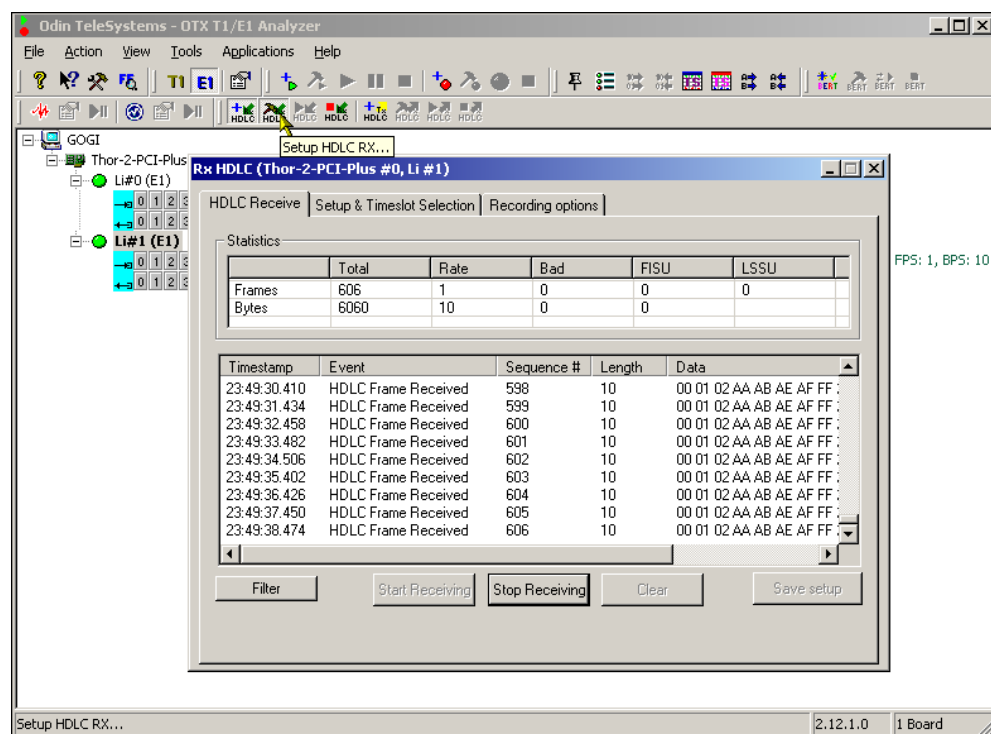 Odin TeleSystems - OTX T1/E1 Analyzer
File Action View Tools Applications Help
T1 E1 TS TS BERT BERT BERT BERT
HDLC HDLC HDLC HDLC Tx HDLC HDLC HDLC HDLC
Setup HDLC RX...
GOGI
Thor-2-PCI-Plus
Li#0 (E1)
0 1 2 3
0 1 2 3
Li#1 (E1)
0 1 2 3
0 1 2 3
FPS: 1, BPS: 10
Rx HDLC (Thor-2-PCI-Plus #0, Li #1)
HDLC Receive Setup & Timeslot Selection Recording options
Statistics
Total Rate Bad FISU LSSU
Frames 606 1 0 0 0
Bytes 6060 10 0 0
Timestamp Event Sequence # Length Data
23:49:30.410 HDLC Frame Received 598 10 00 01 02 AA AB AE AF FF
23:49:31.434 HDLC Frame Received 599 10 00 01 02 AA AB AE AF FF
23:49:32.458 HDLC Frame Received 600 10 00 01 02 AA AB AE AF FF
23:49:33.482 HDLC Frame Received 601 10 00 01 02 AA AB AE AF FF
23:49:34.506 HDLC Frame Received 602 10 00 01 02 AA AB AE AF FF
23:49:35.402 HDLC Frame Received 603 10 00 01 02 AA AB AE AF FF
23:49:36.426 HDLC Frame Received 604 10 00 01 02 AA AB AE AF FF
23:49:37.450 HDLC Frame Received 605 10 00 01 02 AA AB AE AF FF
23:49:38.474 HDLC Frame Received 606 10 00 01 02 AA AB AE AF FF
Filter Start Receiving Stop Receiving Clear Save setup
Setup HDLC RX... 2.12.1.0 1 Board